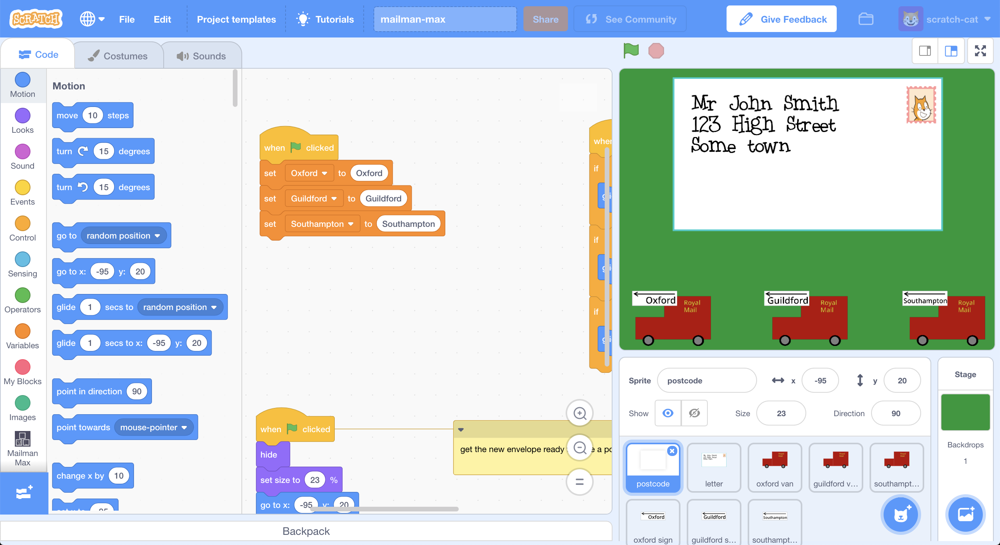 SCRATCH
File
Edit
Project templates
Tutorials
mailman-max
Share
See Community
Give Feedback
scratch-cat
Code
Costumes
Sounds
Motion
Looks
Sound
Events
Control
Sensing
Operators
Variables
My Blocks
Images
Mailman
Max
Motion
move 10 steps
turn 15 degrees
turn 15 degrees
go to random position
go to x: -95 y: 20
glide 1 secs to random position
glide 1 secs to x: -95 y: 20
point in direction 90
point towards mouse-pointer
change x by 10
when clicked
set Oxford to Oxford
set Guildford to Guildford
set Southampton to Southampton
if
if
if
when clicked
hide
set size to 23 %
go to x: -95 y: 20
get the new envelope ready
Backpack
Mr John Smith
123 High Street
Some town
Oxford
Royal
Mail
Guildford
Royal
Mail
Southampton
Royal
Mail
Sprite postcode x -95 y 20
Show Size 23 Direction 90
postcode
letter
oxford van
guildford v...
southampt...
Oxford
oxford sign
Guildford
guildford s...
Southampton
southampt...
Stage
Backdrops
1